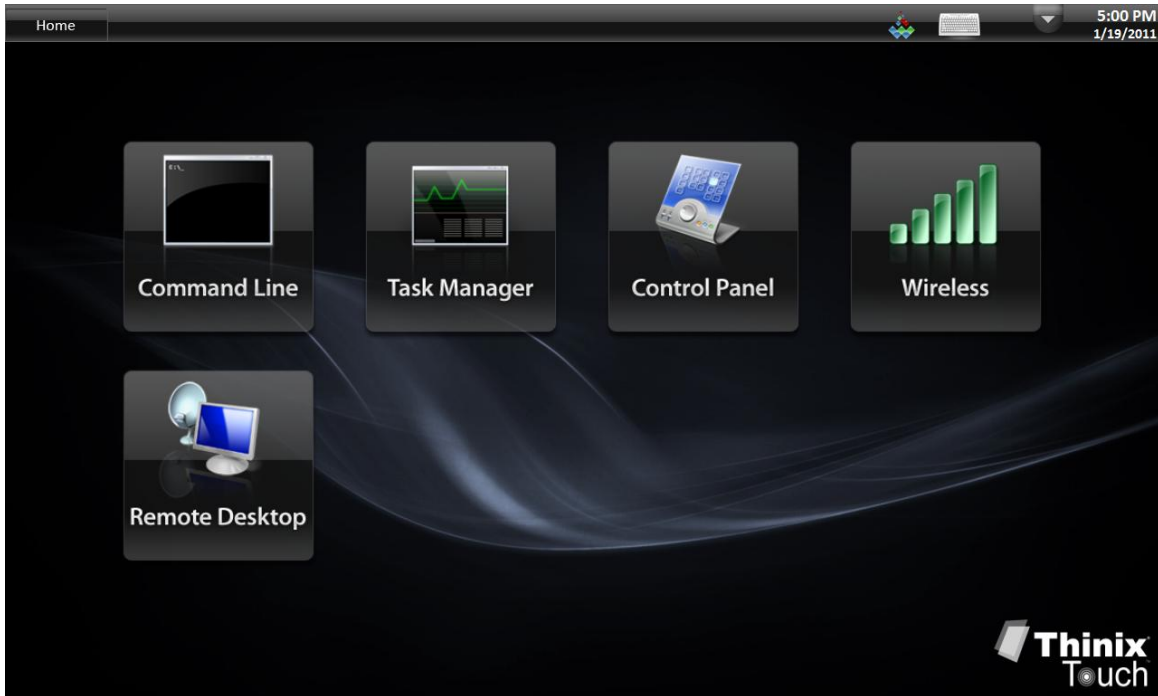 Home
5:00 PM
1/19/2011
C:\_
Command Line
Task Manager
Control Panel
Wireless
Remote Desktop
Thinix
Touch